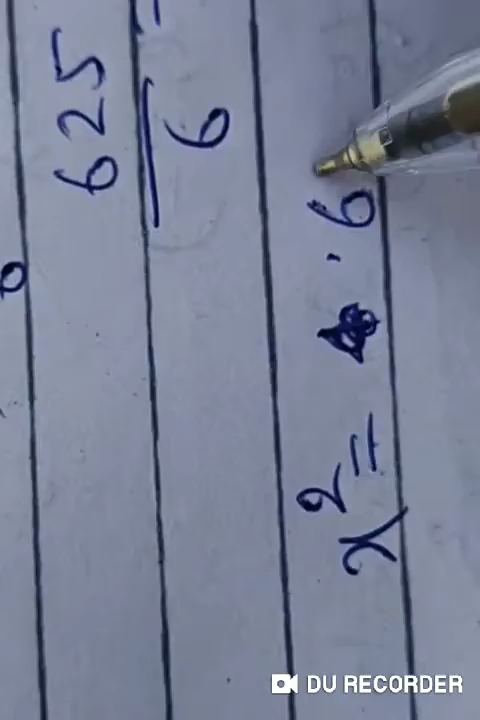 625
6
x² = .6
DU RECORDER